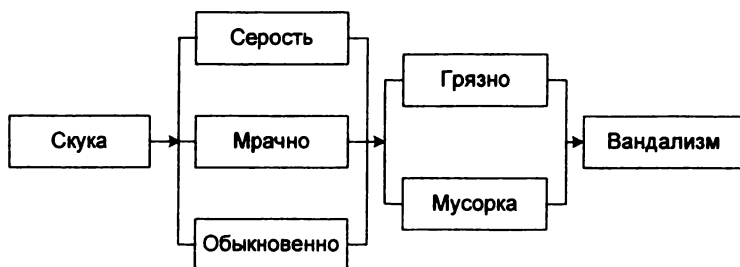 Скука
Серость
Мрачно
Обыкновенно
Грязно
Мусорка
Вандализм